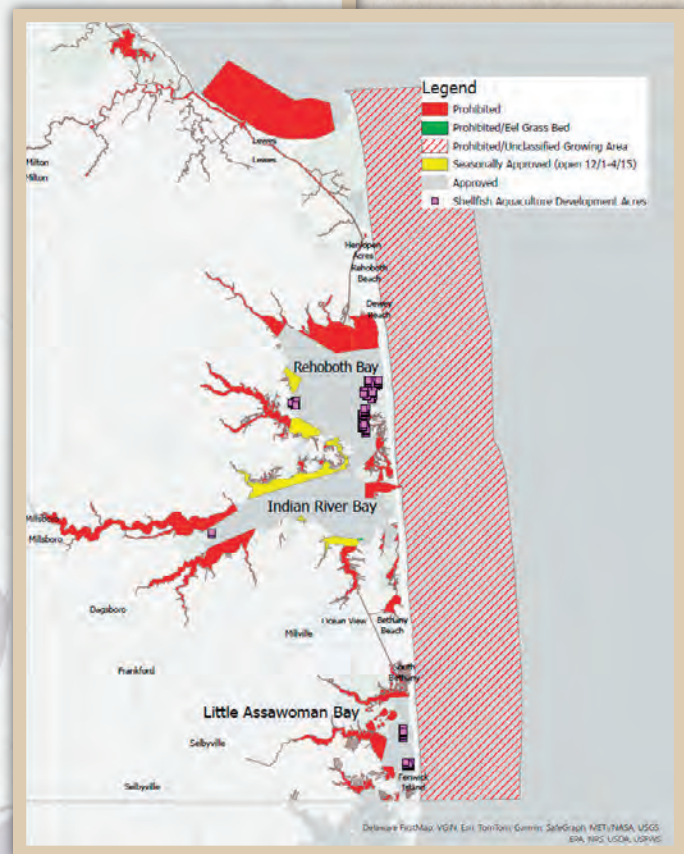 Legend
Prohibited
Prohibited/Eel Grass Bed
Prohibited/Unclassified Growing Area
Seasonally Approved (open 12/1-4/15)
Approved
Shellfish Aquaculture Development Acres
Lewes
Lewes
Milton
Milton
Henlopen
Acres
Rehoboth
Beach
Dewey
Beach
Rehoboth Bay
Indian River Bay
Millsboro
Millsboro
Dagsboro
Ocean View
Bethany
Beach
Millville
Frankford
South
Bethany
Little Assawoman Bay
Selbyville
Selbyville
Fenwick
Island
Delaware FirstMap, VGIN, Esri, TomTom, Garmin, SafeGraph, METI/NASA, USGS,
EPA, NPS, USDA, USFWS